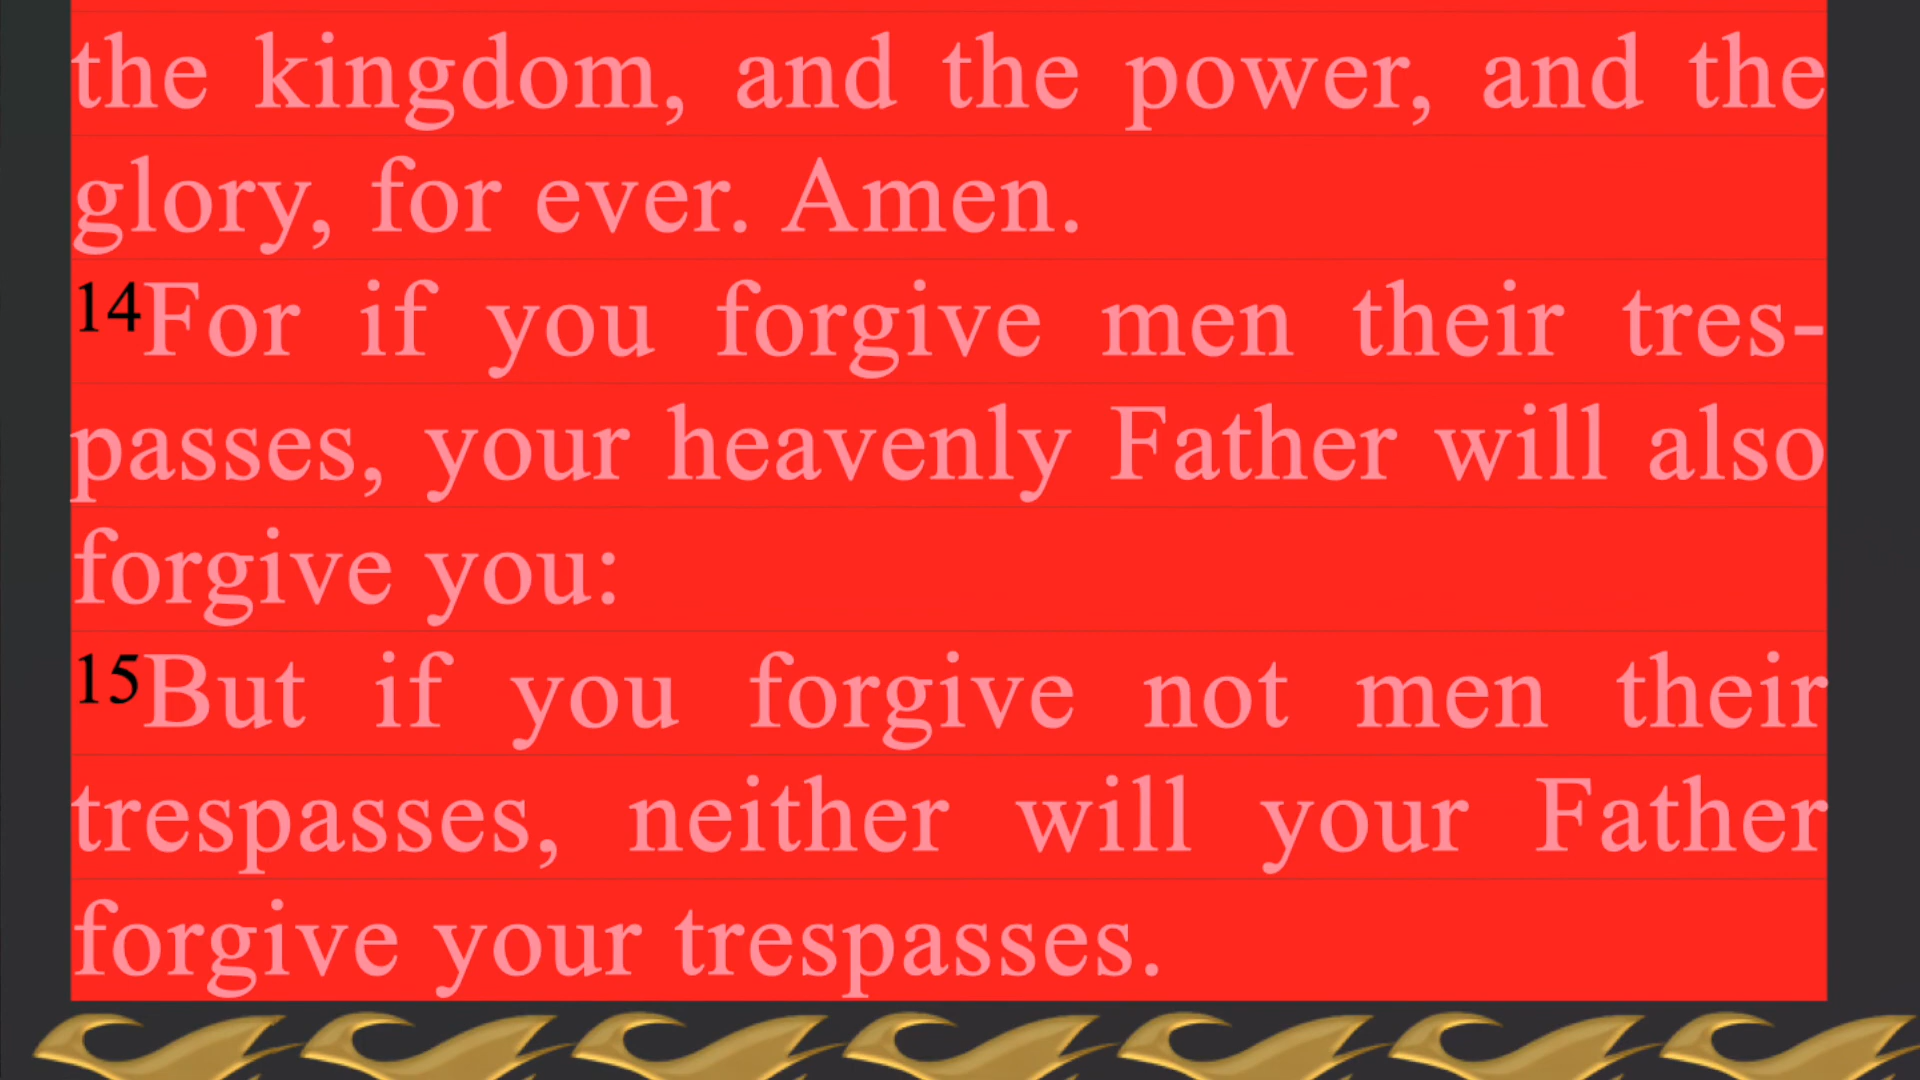 the kingdom, and the power, and the
glory, for ever. Amen.
14For if you forgive men their tres-
passes, your heavenly Father will also
forgive you:
15But if you forgive not men their
trespasses, neither will your Father
forgive your trespasses.